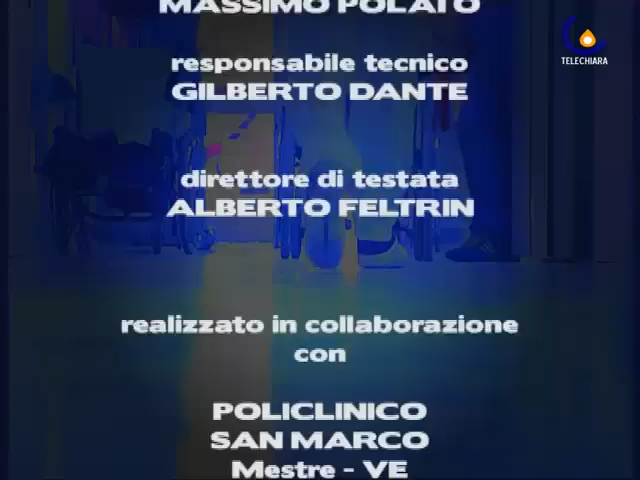 MASSIMO POLATO
TELECHIARA
responsabile tecnico
GILBERTO DANTE
direttore di testata
ALBERTO FELTRIN
realizzato in collaborazione
con
POLICLINICO
SAN MARCO
Mestre - VE